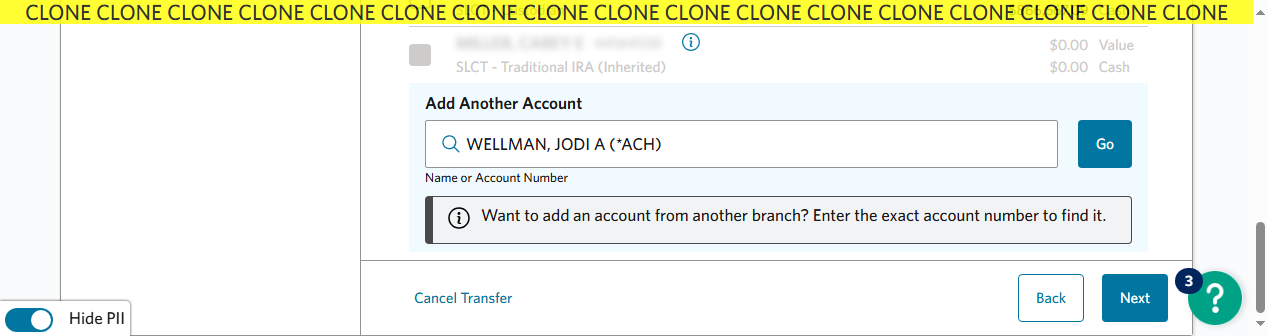 CLONE CLONE CLONE CLONE CLONE CLONE CLONE CLONE CLONE CLONE CLONE CLONE CLONE CLONE CLONE CLONE CLONE
$0.00 Value
SLCT - Traditional IRA (Inherited) $0.00 Cash
Add Another Account
WELLMAN, JODI A (*ACH)
Go
Name or Account Number
Want to add an account from another branch? Enter the exact account number to find it.
Cancel Transfer
Back
Next
3
?
Hide PII